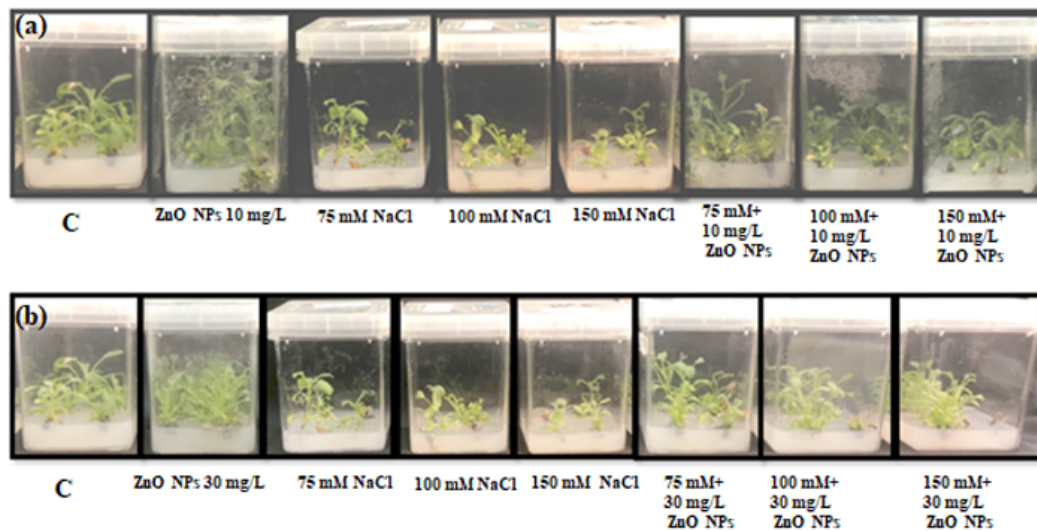 (a)
C
ZnO NPs 10 mg/L
75 mM NaCl
100 mM NaCl
150 mM NaCl
75 mM+
10 mg/L
ZnO NPs
100 mM+
10 mg/L
ZnO NPs
150 mM+
10 mg/L
ZnO NPs
(b)
C
ZnO NPs 30 mg/L
75 mM NaCl
100 mM NaCl
150 mM NaCl
75 mM+
30 mg/L
ZnO NPs
100 mM+
30 mg/L
ZnO NPs
150 mM+
30 mg/L
ZnO NPs